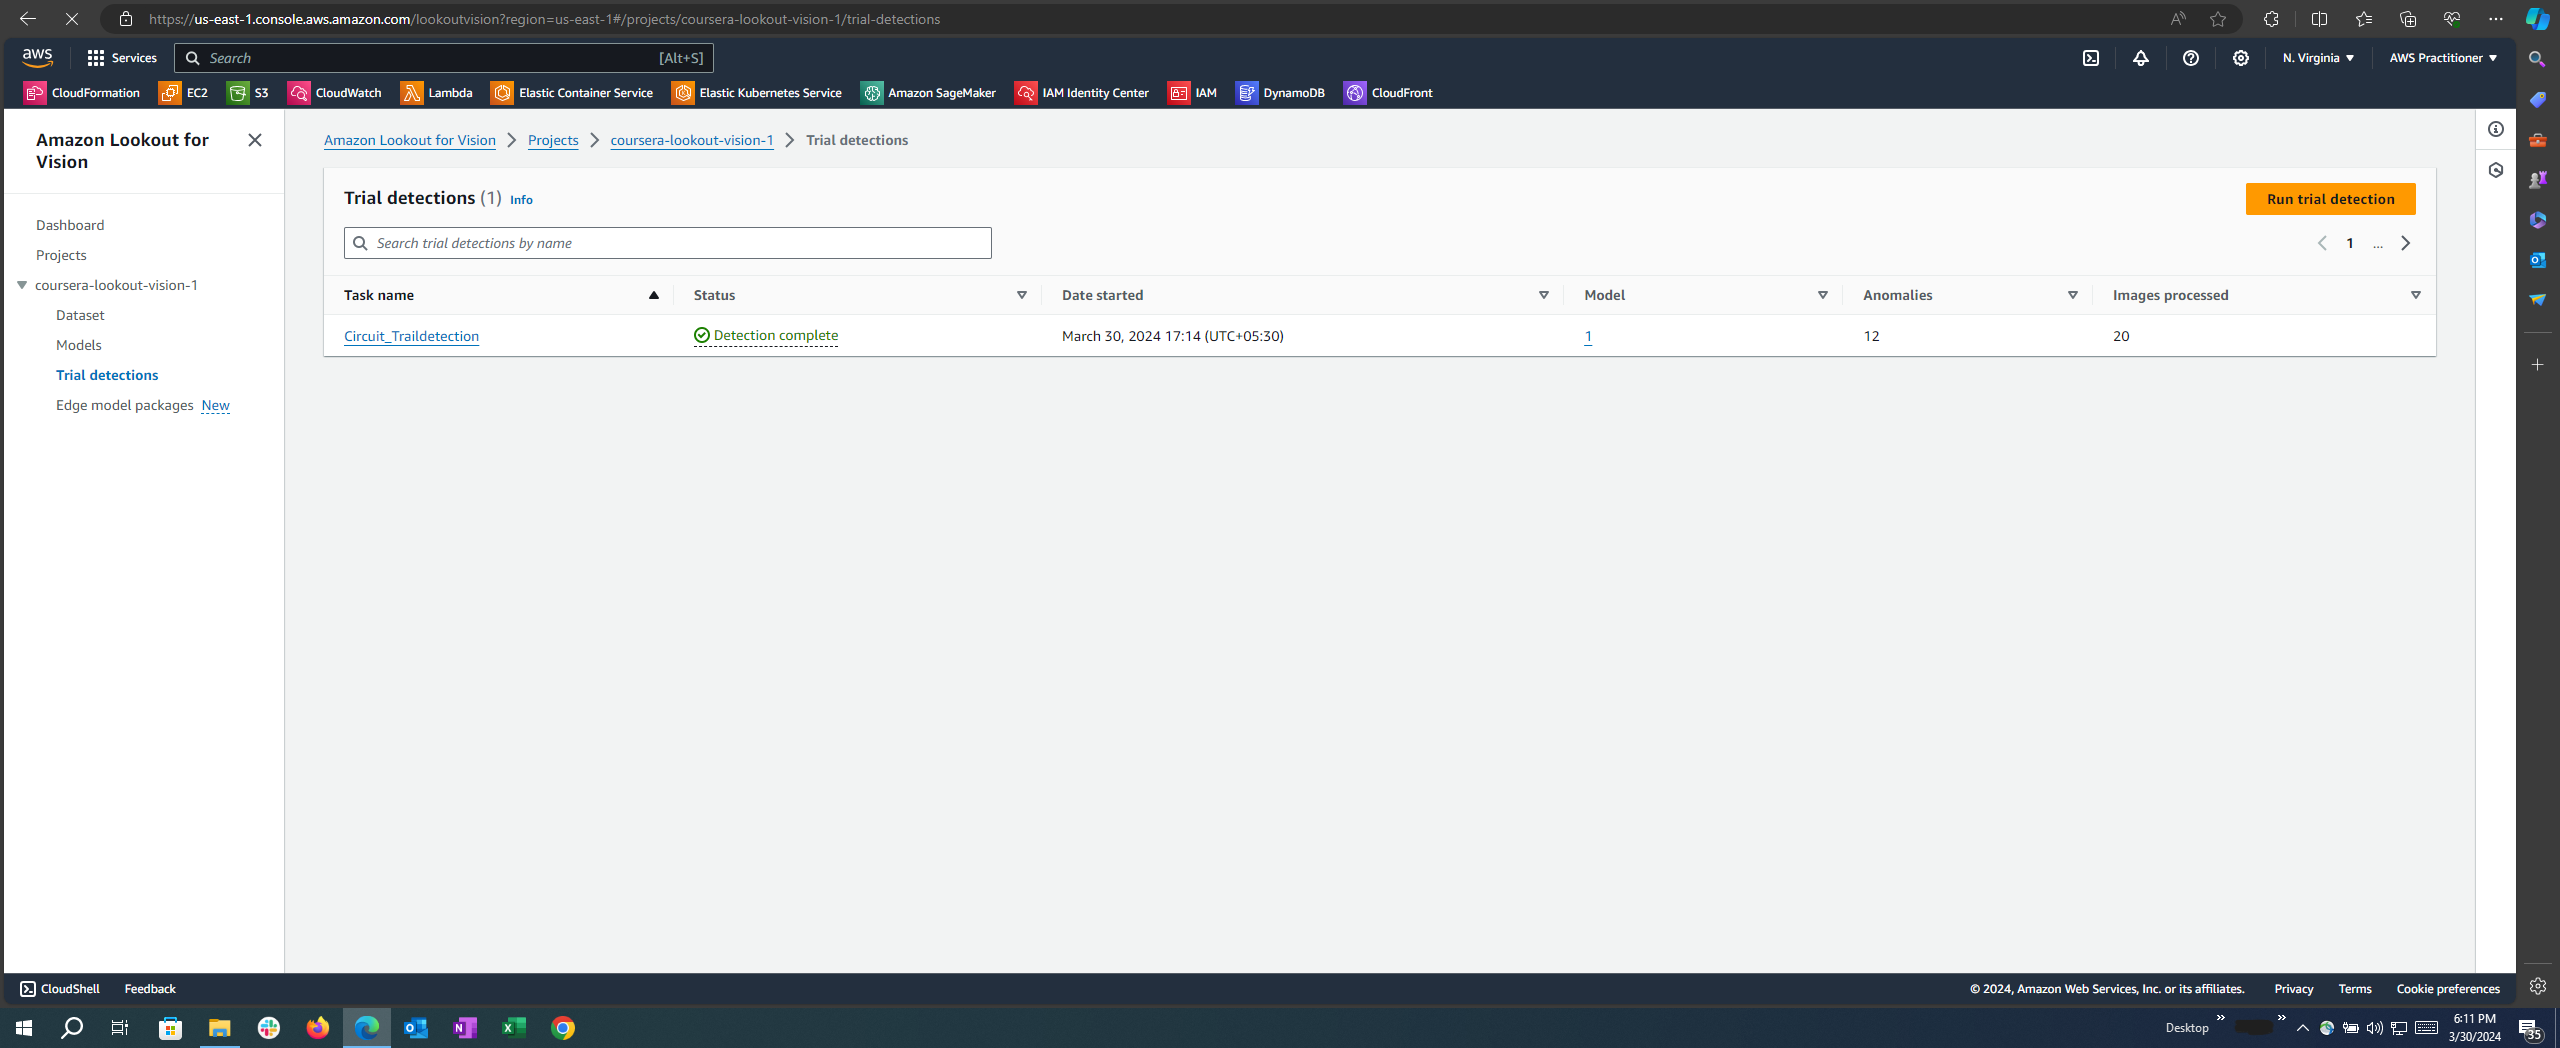 https://us-east-1.console.aws.amazon.com/lookoutvision?region=us-east-1#/projects/coursera-lookout-vision-1/trial-detections
aws Services Search [Alt+S] N. Virginia AWS Practitioner
CloudFormation EC2 S3 CloudWatch Lambda Elastic Container Service Elastic Kubernetes Service Amazon SageMaker IAM Identity Center IAM DynamoDB CloudFront
Amazon Lookout for
Vision
Dashboard
Projects
coursera-lookout-vision-1
Dataset
Models
Trial detections
Edge model packages New
Amazon Lookout for Vision Projects coursera-lookout-vision-1 Trial detections
Trial detections (1) Info
Run trial detection
Search trial detections by name
1 ...
Task name Status Date started Model Anomalies Images processed
Circuit_Traildetection Detection complete March 30, 2024 17:14 (UTC+05:30) 1 12 20
CloudShell Feedback © 2024, Amazon Web Services, Inc. or its affiliates. Privacy Terms Cookie preferences
Desktop
6:11 PM
3/30/2024
35